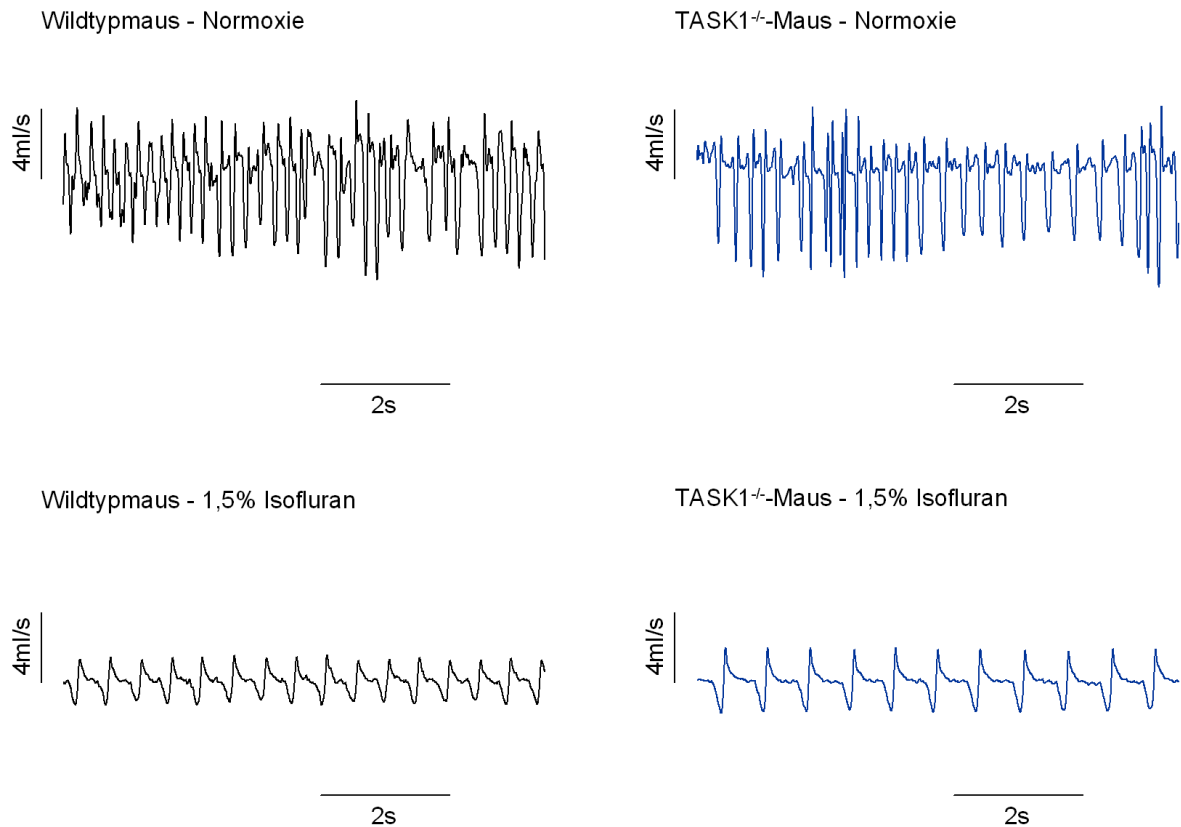 Wildtypmaus - Normoxie
TASK1⁻/⁻-Maus - Normoxie
4ml/s
4ml/s
2s
2s
Wildtypmaus - 1,5% Isofluran
TASK1⁻/⁻-Maus - 1,5% Isofluran
4ml/s
4ml/s
2s
2s